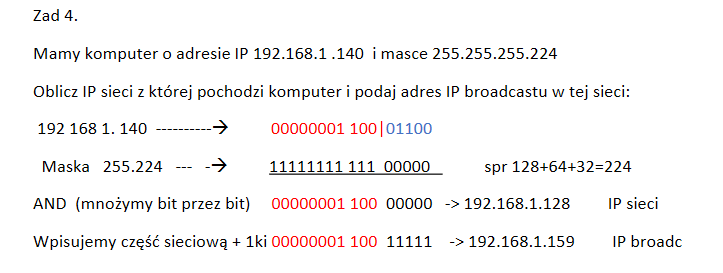 Zad 4.
Mamy komputer o adresie IP 192.168.1 .140 i masce 255.255.255.224
Oblicz IP sieci z której pochodzi komputer i podaj adres IP broadcastu w tej sieci:
192 168 1. 140 ----------→ 00000001 100|01100
Maska 255.224 --- -→ 11111111 111 00000 spr 128+64+32=224
AND (mnożymy bit przez bit) 00000001 100 00000 -> 192.168.1.128 IP sieci
Wpisujemy część sieciową + 1ki 00000001 100 11111 -> 192.168.1.159 IP broadc